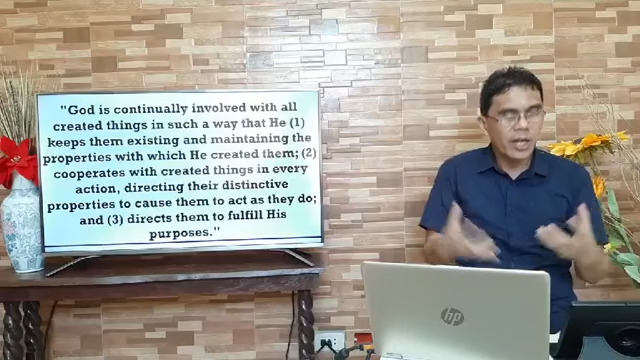 "God is continually involved with all
created things in such a way that He (1)
keeps them existing and maintaining the
properties with which He created them; (2)
cooperates with created things in every
action, directing their distinctive
properties to cause them to act as they do;
and (3) directs them to fulfill His
purposes."
hp